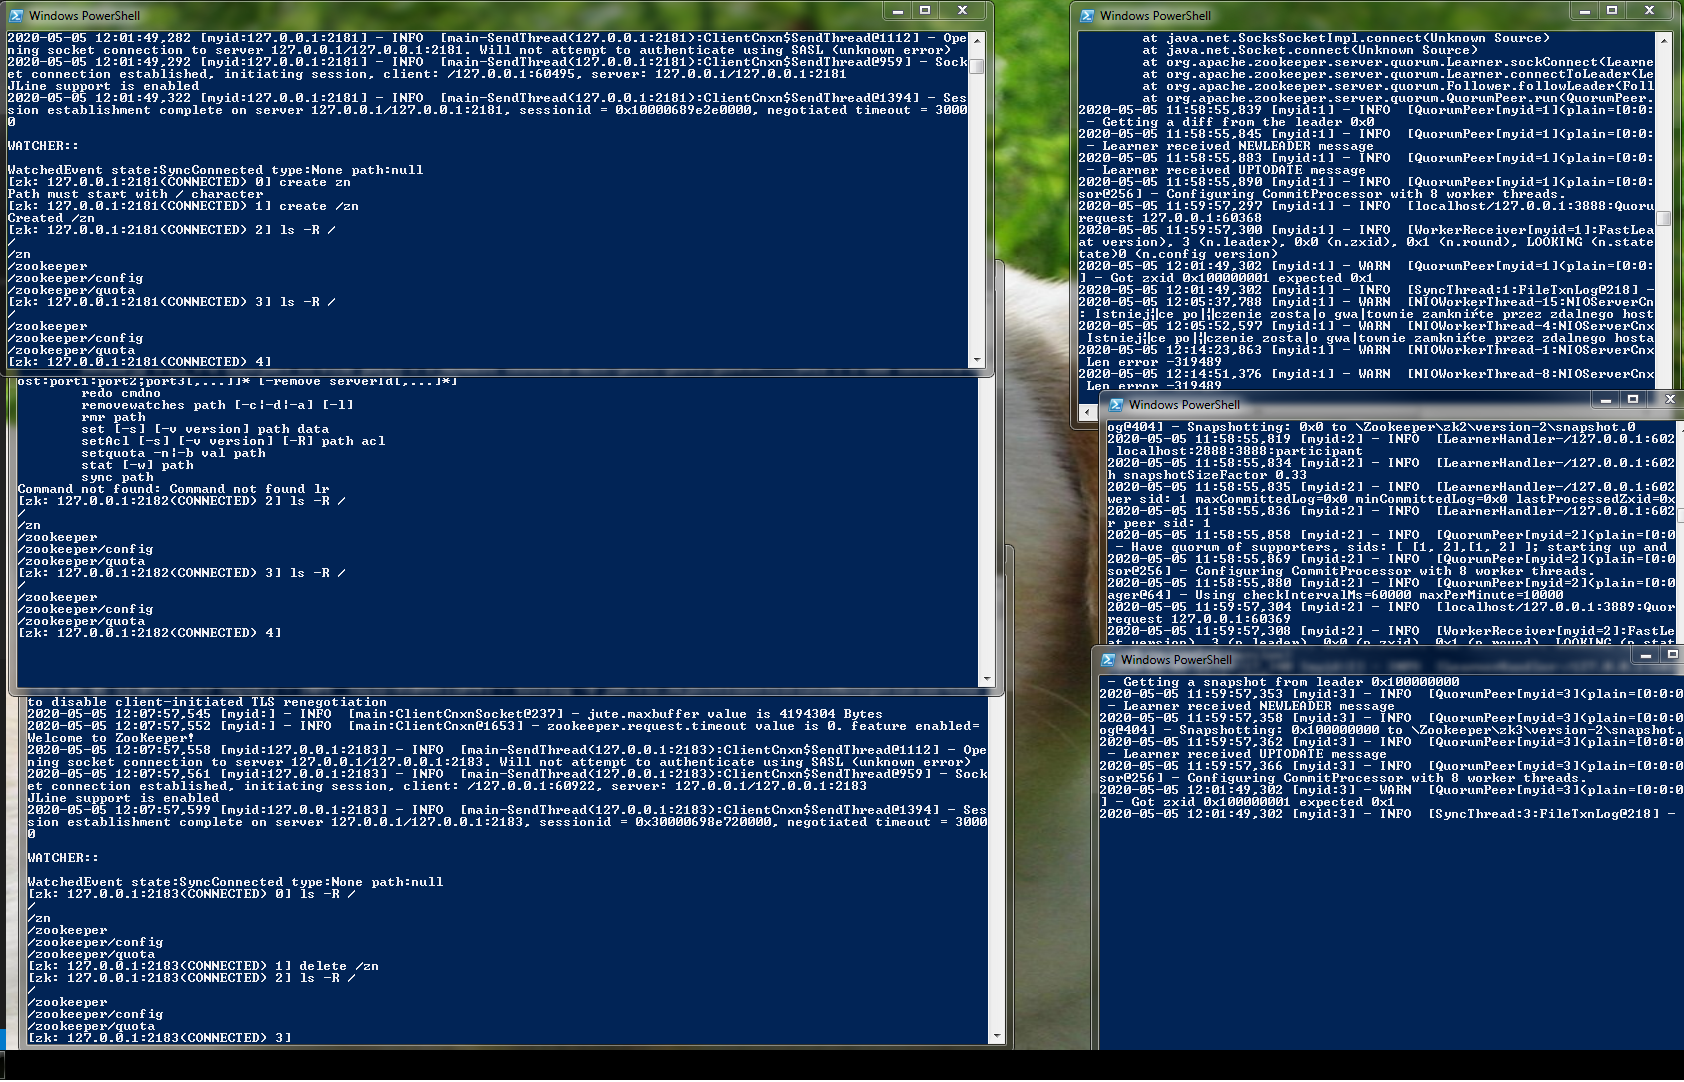 Windows PowerShell
2020-05-05 12:01:49,282 [myid:127.0.0.1:2181] - INFO  [main-SendThread(127.0.0.1:2181):ClientCnxn$SendThread@1112] - Ope
ning socket connection to server 127.0.0.1/127.0.0.1:2181. Will not attempt to authenticate using SASL (unknown error)
2020-05-05 12:01:49,292 [myid:127.0.0.1:2181] - INFO  [main-SendThread(127.0.0.1:2181):ClientCnxn$SendThread@959] - Sock
et connection established, initiating session, client: /127.0.0.1:60495, server: 127.0.0.1/127.0.0.1:2181
JLine support is enabled
2020-05-05 12:01:49,322 [myid:127.0.0.1:2181] - INFO  [main-SendThread(127.0.0.1:2181):ClientCnxn$SendThread@1394] - Ses
sion establishment complete on server 127.0.0.1/127.0.0.1:2181, sessionid = 0x10000689e2e0000, negotiated timeout = 3000
0
WATCHER::
WatchedEvent state:SyncConnected type:None path:null
[zk: 127.0.0.1:2181(CONNECTED) 0] create zn
Path must start with / character
[zk: 127.0.0.1:2181(CONNECTED) 1] create /zn
Created /zn
[zk: 127.0.0.1:2181(CONNECTED) 2] ls -R /
/
/zn
/zookeeper
/zookeeper/config
/zookeeper/quota
[zk: 127.0.0.1:2181(CONNECTED) 3] ls -R /
/
/zookeeper
/zookeeper/config
/zookeeper/quota
[zk: 127.0.0.1:2181(CONNECTED) 4]
ost:port1:port2;port3[,...]]* [-remove serverId[,...]*]
redo cmdno
removewatches path [-c|-d|-a] [-l]
rmr path
set [-s] [-v version] path data
setAcl [-s] [-v version] [-R] path acl
setquota -n|-b val path
stat [-w] path
sync path
Command not found: Command not found lr
[zk: 127.0.0.1:2182(CONNECTED) 2] ls -R /
/
/zn
/zookeeper
/zookeeper/config
/zookeeper/quota
[zk: 127.0.0.1:2182(CONNECTED) 3] ls -R /
/
/zookeeper
/zookeeper/config
/zookeeper/quota
[zk: 127.0.0.1:2182(CONNECTED) 4]
to disable client-initiated TLS renegotiation
2020-05-05 12:07:57,545 [myid:] - INFO  [main:ClientCnxnSocket@237] - jute.maxbuffer value is 4194304 Bytes
2020-05-05 12:07:57,552 [myid:] - INFO  [main:ClientCnxn@1653] - zookeeper.request.timeout value is 0. feature enabled=
Welcome to ZooKeeper!
2020-05-05 12:07:57,558 [myid:127.0.0.1:2183] - INFO  [main-SendThread(127.0.0.1:2183):ClientCnxn$SendThread@1112] - Ope
ning socket connection to server 127.0.0.1/127.0.0.1:2183. Will not attempt to authenticate using SASL (unknown error)
2020-05-05 12:07:57,561 [myid:127.0.0.1:2183] - INFO  [main-SendThread(127.0.0.1:2183):ClientCnxn$SendThread@959] - Sock
et connection established, initiating session, client: /127.0.0.1:60922, server: 127.0.0.1/127.0.0.1:2183
JLine support is enabled
2020-05-05 12:07:57,599 [myid:127.0.0.1:2183] - INFO  [main-SendThread(127.0.0.1:2183):ClientCnxn$SendThread@1394] - Ses
sion establishment complete on server 127.0.0.1/127.0.0.1:2183, sessionid = 0x30000698e720000, negotiated timeout = 3000
0
WATCHER::
WatchedEvent state:SyncConnected type:None path:null
[zk: 127.0.0.1:2183(CONNECTED) 0] ls -R /
/
/zn
/zookeeper
/zookeeper/config
/zookeeper/quota
[zk: 127.0.0.1:2183(CONNECTED) 1] delete /zn
[zk: 127.0.0.1:2183(CONNECTED) 2] ls -R /
/
/zookeeper
/zookeeper/config
/zookeeper/quota
[zk: 127.0.0.1:2183(CONNECTED) 3]
Windows PowerShell
at java.net.SocksSocketImpl.connect(Unknown Source)
at java.net.Socket.connect(Unknown Source)
at org.apache.zookeeper.server.quorum.Learner.sockConnect(Learne
at org.apache.zookeeper.server.quorum.Learner.connectToLeader(Le
at org.apache.zookeeper.server.quorum.Follower.followLeader(Foll
at org.apache.zookeeper.server.quorum.QuorumPeer.run(QuorumPeer.
2020-05-05 11:58:55,839 [myid:1] - INFO  [QuorumPeer[myid=1](plain=[0:0:
- Getting a diff from the leader 0x0
2020-05-05 11:58:55,845 [myid:1] - INFO  [QuorumPeer[myid=1](plain=[0:0:
- Learner received NEWLEADER message
2020-05-05 11:58:55,883 [myid:1] - INFO  [QuorumPeer[myid=1](plain=[0:0:
- Learner received UPTODATE message
2020-05-05 11:58:55,890 [myid:1] - INFO  [QuorumPeer[myid=1](plain=[0:0:
sor@256] - Configuring CommitProcessor with 8 worker threads.
2020-05-05 11:59:57,297 [myid:1] - INFO  [localhost/127.0.0.1:3888:Quoru
request 127.0.0.1:60368
2020-05-05 11:59:57,300 [myid:1] - INFO  [WorkerReceiver[myid=1]:FastLea
at version), 3 (n.leader), 0x0 (n.zxid), 0x1 (n.round), LOOKING (n.state
tate)0 (n.config version)
2020-05-05 12:01:49,302 [myid:1] - WARN  [QuorumPeer[myid=1](plain=[0:0:
] - Got zxid 0x100000001 expected 0x1
2020-05-05 12:01:49,302 [myid:1] - INFO  [SyncThread:1:FileTxnLog@218] -
2020-05-05 12:05:37,788 [myid:1] - WARN  [NIOWorkerThread-15:NIOServerCn
: Istniej¦ce po|¦czenie zosta|o gwa|townie zamkniŕte przez zdalnego host
2020-05-05 12:05:52,597 [myid:1] - WARN  [NIOWorkerThread-4:NIOServerCnx
Istniej¦ce po|¦czenie zosta|o gwa|townie zamkniŕte przez zdalnego hosta
2020-05-05 12:14:23,863 [myid:1] - WARN  [NIOWorkerThread-1:NIOServerCnx
Len error -319489
2020-05-05 12:14:51,376 [myid:1] - WARN  [NIOWorkerThread-8:NIOServerCnx
Len error -319489
Windows PowerShell
og@404] - Snapshotting: 0x0 to \Zookeeper\zk2\version-2\snapshot.0
2020-05-05 11:58:55,819 [myid:2] - INFO  [LearnerHandler-/127.0.0.1:602
localhost:2888:3888:participant
2020-05-05 11:58:55,834 [myid:2] - INFO  [LearnerHandler-/127.0.0.1:602
h snapshotSizeFactor 0.33
2020-05-05 11:58:55,835 [myid:2] - INFO  [LearnerHandler-/127.0.0.1:602
wer sid: 1 maxCommittedLog=0x0 minCommittedLog=0x0 lastProcessedZxid=0x
2020-05-05 11:58:55,836 [myid:2] - INFO  [LearnerHandler-/127.0.0.1:602
r peer sid: 1
2020-05-05 11:58:55,858 [myid:2] - INFO  [QuorumPeer[myid=2](plain=[0:0
- Have quorum of supporters, sids: [ [1, 2],[1, 2] ]; starting up and
2020-05-05 11:58:55,869 [myid:2] - INFO  [QuorumPeer[myid=2](plain=[0:0
sor@256] - Configuring CommitProcessor with 8 worker threads.
2020-05-05 11:58:55,880 [myid:2] - INFO  [QuorumPeer[myid=2](plain=[0:0
ager@64] - Using checkIntervalMs=60000 maxPerMinute=10000
2020-05-05 11:59:57,304 [myid:2] - INFO  [localhost/127.0.0.1:3889:Quor
request 127.0.0.1:60369
2020-05-05 11:59:57,308 [myid:2] - INFO  [WorkerReceiver[myid=2]:FastLe
at version), 3 (n.leader), 0x0 (n.zxid), 0x1 (n.round), LOOKING (n.stat
Windows PowerShell
- Getting a snapshot from leader 0x100000000
2020-05-05 11:59:57,353 [myid:3] - INFO  [QuorumPeer[myid=3](plain=[0:0:0
- Learner received NEWLEADER message
2020-05-05 11:59:57,358 [myid:3] - INFO  [QuorumPeer[myid=3](plain=[0:0:0
og@404] - Snapshotting: 0x100000000 to \Zookeeper\zk3\version-2\snapshot.
2020-05-05 11:59:57,362 [myid:3] - INFO  [QuorumPeer[myid=3](plain=[0:0:0
- Learner received UPTODATE message
2020-05-05 11:59:57,366 [myid:3] - INFO  [QuorumPeer[myid=3](plain=[0:0:0
sor@256] - Configuring CommitProcessor with 8 worker threads.
2020-05-05 12:01:49,302 [myid:3] - WARN  [QuorumPeer[myid=3](plain=[0:0:0
] - Got zxid 0x100000001 expected 0x1
2020-05-05 12:01:49,302 [myid:3] - INFO  [SyncThread:3:FileTxnLog@218] -